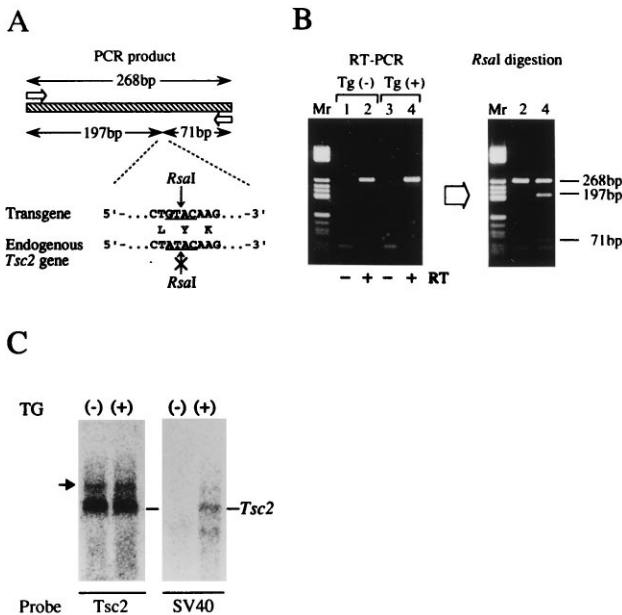 A
PCR product
268bp
197bp 71bp
RsaI
Transgene 5'-...CTGTACAAG...-3'
L Y K
Endogenous 5'-...CTATACAAG...-3'
Tsc2 gene
RsaI
B
RT-PCR RsaI digestion
Tg (-) Tg (+)
Mr 1 2 3 4 Mr 2 4
268bp
197bp
71bp
- + - + RT
C
TG (-) (+) (-) (+)
Tsc2
Probe Tsc2 SV40